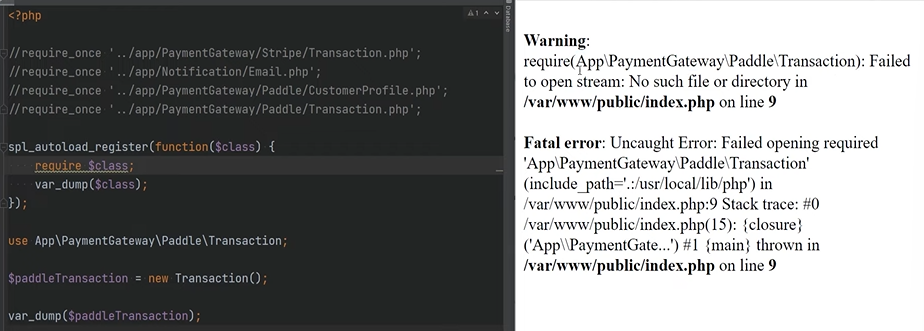 <?php
//require_once '../app/PaymentGateway/Stripe/Transaction.php';
//require_once '../app/Notification/Email.php';
//require_once '../app/PaymentGateway/Paddle/CustomerProfile.php';
//require_once '../app/PaymentGateway/Paddle/Transaction.php';
spl_autoload_register(function($class) {
require $class;
var_dump($class);
});
use App\PaymentGateway\Paddle\Transaction;
$paddleTransaction = new Transaction();
var_dump($paddleTransaction);
1
Database
Warning:
require(App\PaymentGateway\Paddle\Transaction): Failed
to open stream: No such file or directory in
/var/www/public/index.php on line 9
Fatal error: Uncaught Error: Failed opening required
'App\PaymentGateway\Paddle\Transaction'
(include_path='.:/usr/local/lib/php') in
/var/www/public/index.php:9 Stack trace: #0
/var/www/public/index.php(15): {closure}
('App\\PaymentGate...') #1 {main} thrown in
/var/www/public/index.php on line 9